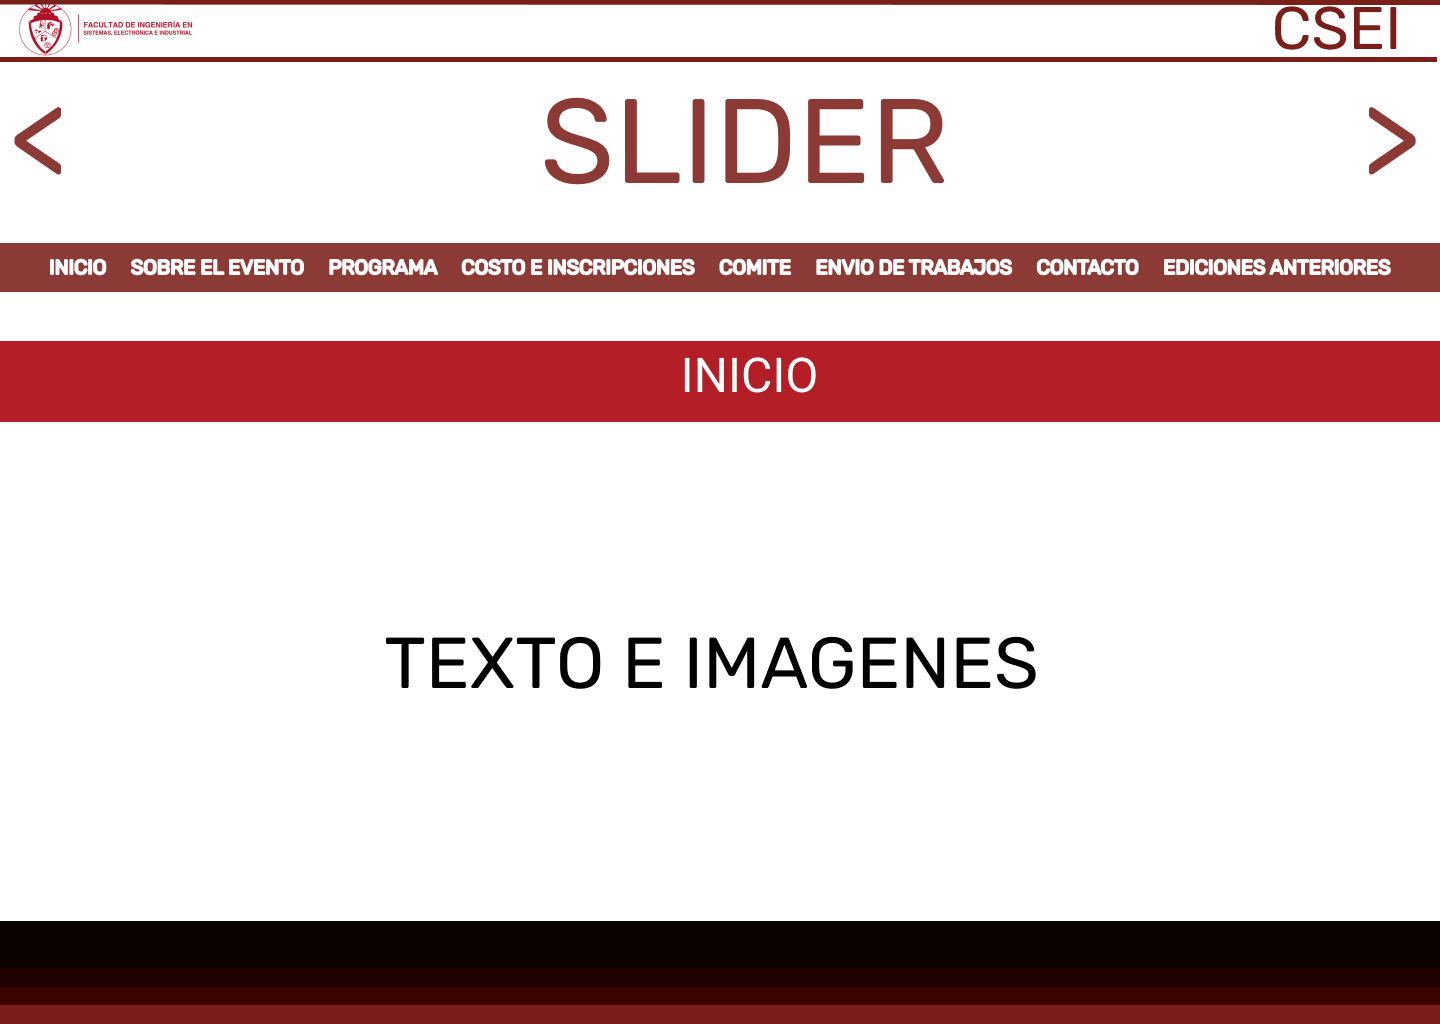 FACULTAD DE INGENIERÍA EN
SISTEMAS, ELECTRÓNICA E INDUSTRIAL
CSEI
< SLIDER >
INICIO SOBRE EL EVENTO PROGRAMA COSTO E INSCRIPCIONES COMITE ENVIO DE TRABAJOS CONTACTO EDICIONES ANTERIORES
INICIO
TEXTO E IMAGENES